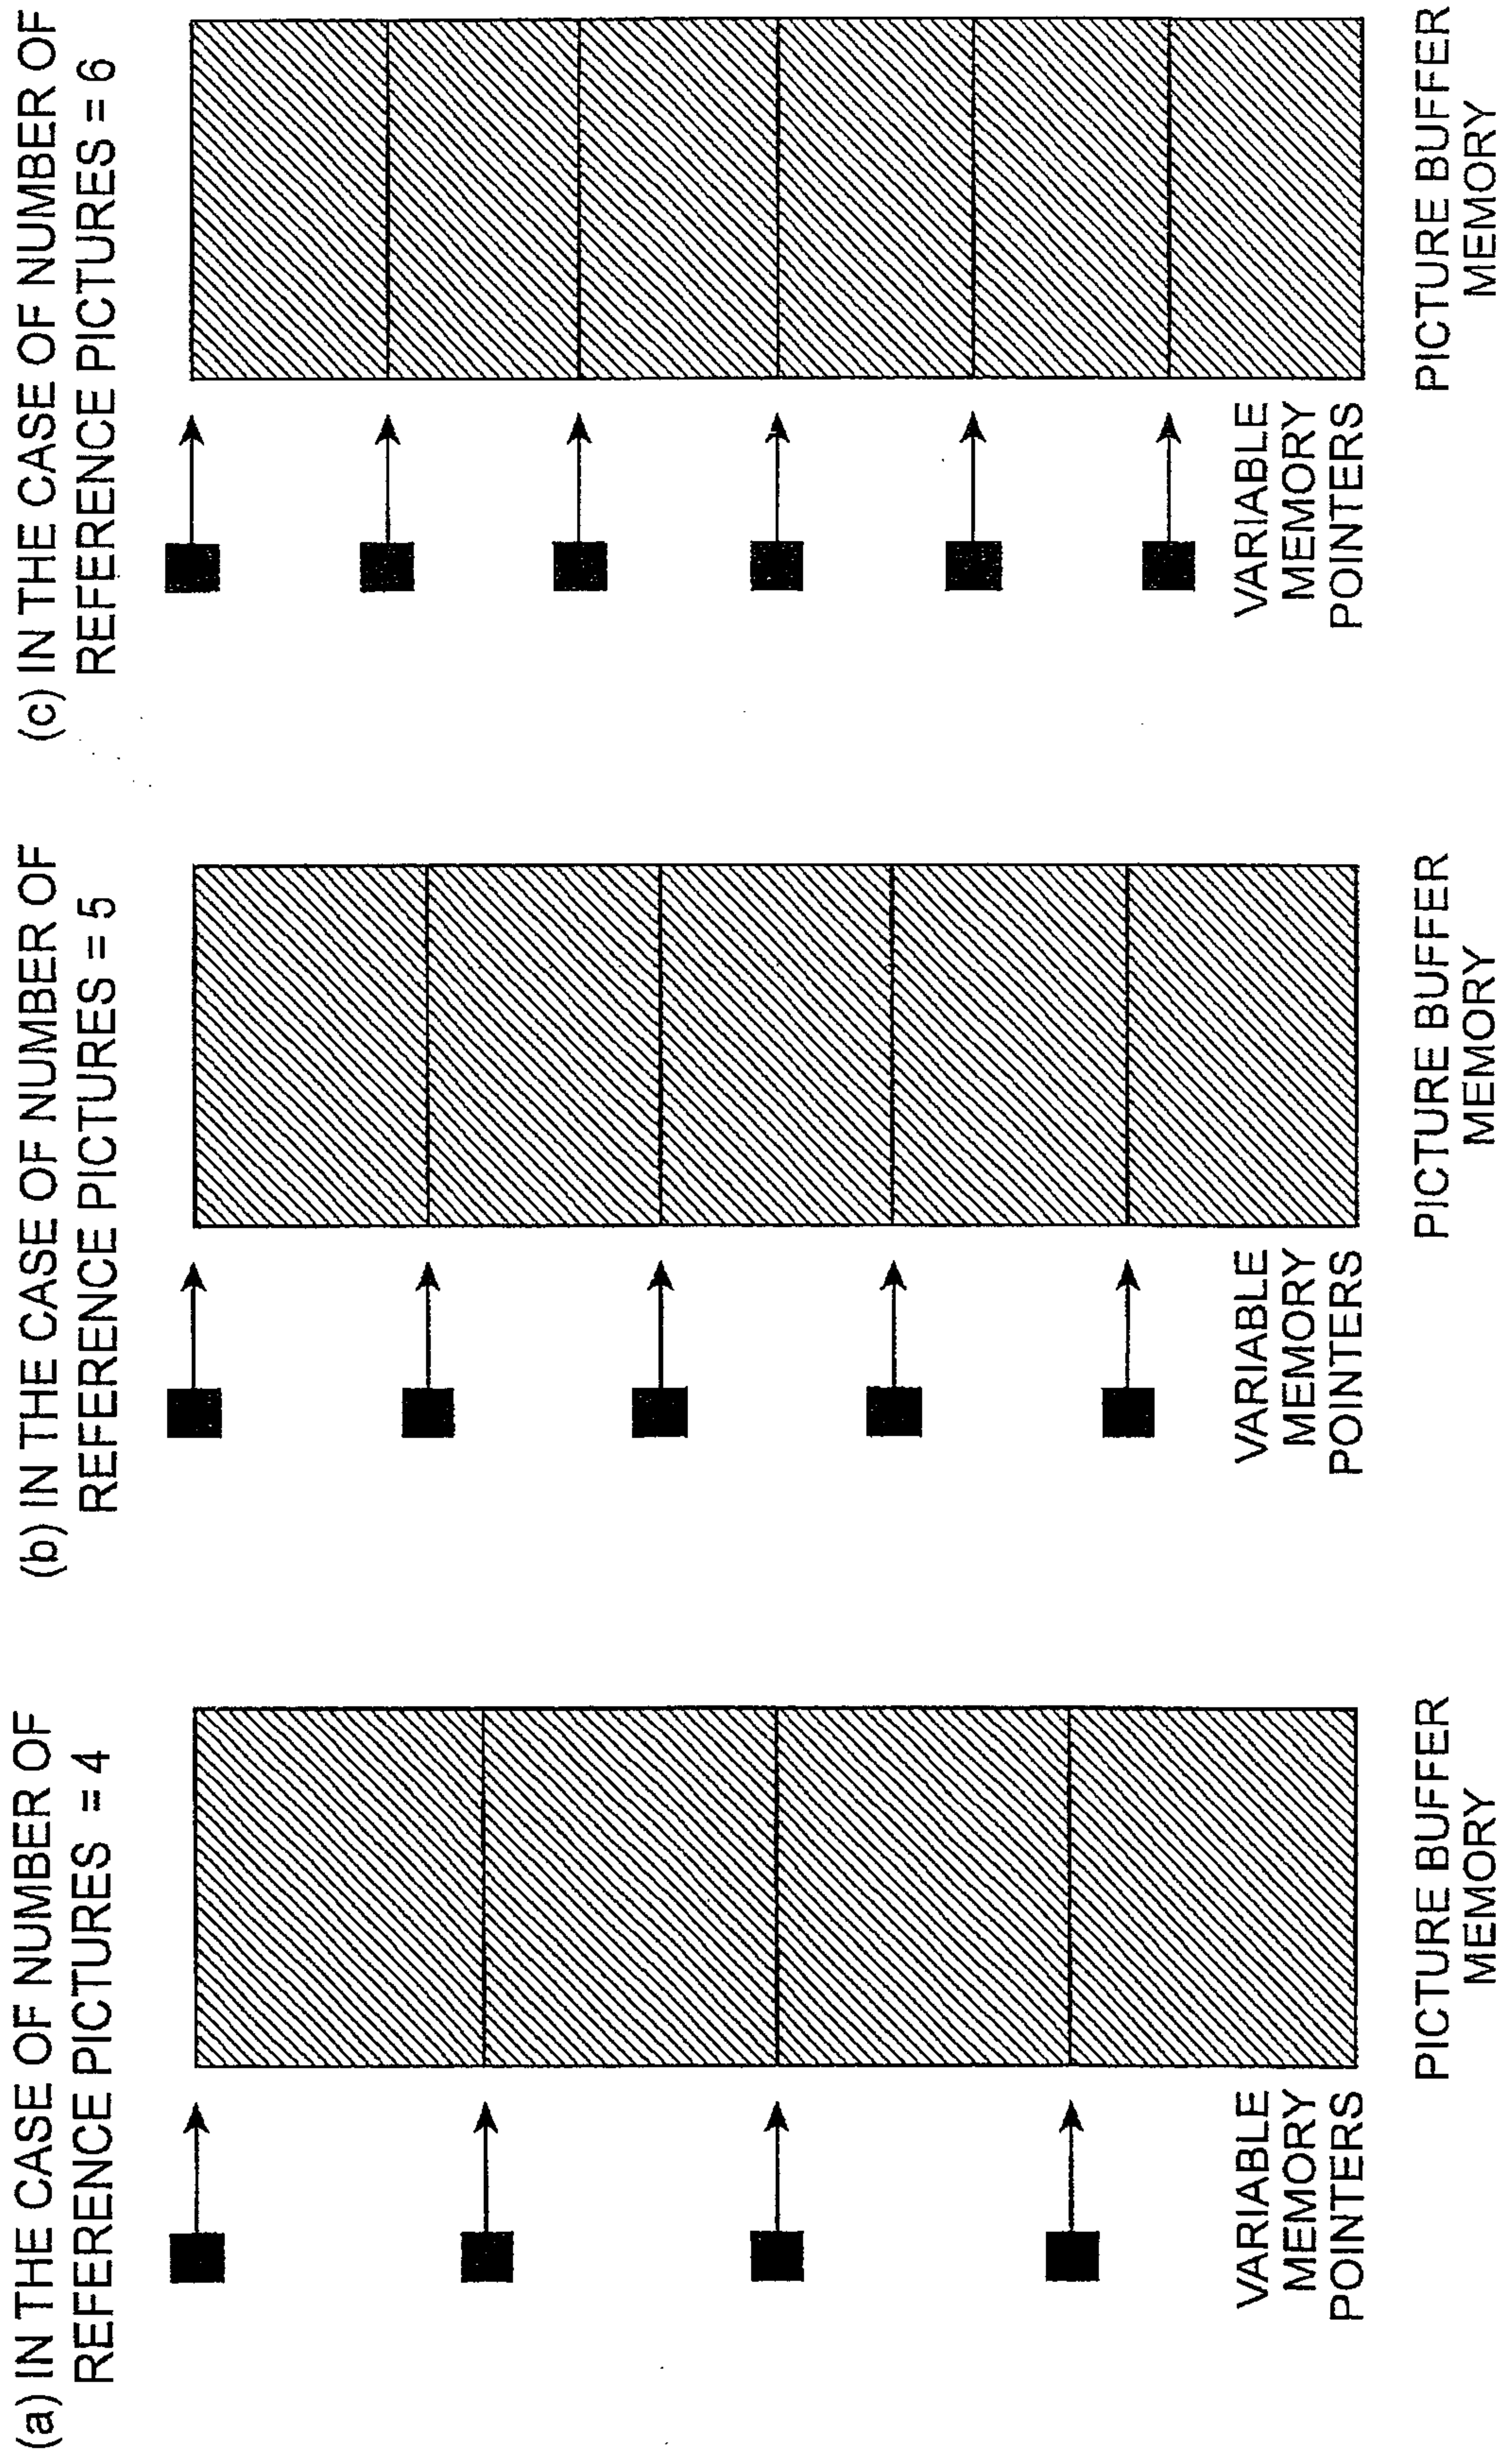 (a) IN THE CASE OF NUMBER OF
REFERENCE PICTURES = 4
VARIABLE
MEMORY
POINTERS
PICTURE BUFFER
MEMORY
(b) IN THE CASE OF NUMBER OF
REFERENCE PICTURES = 5
VARIABLE
MEMORY
POINTERS
PICTURE BUFFER
MEMORY
(c) IN THE CASE OF NUMBER OF
REFERENCE PICTURES = 6
VARIABLE
MEMORY
POINTERS
PICTURE BUFFER
MEMORY